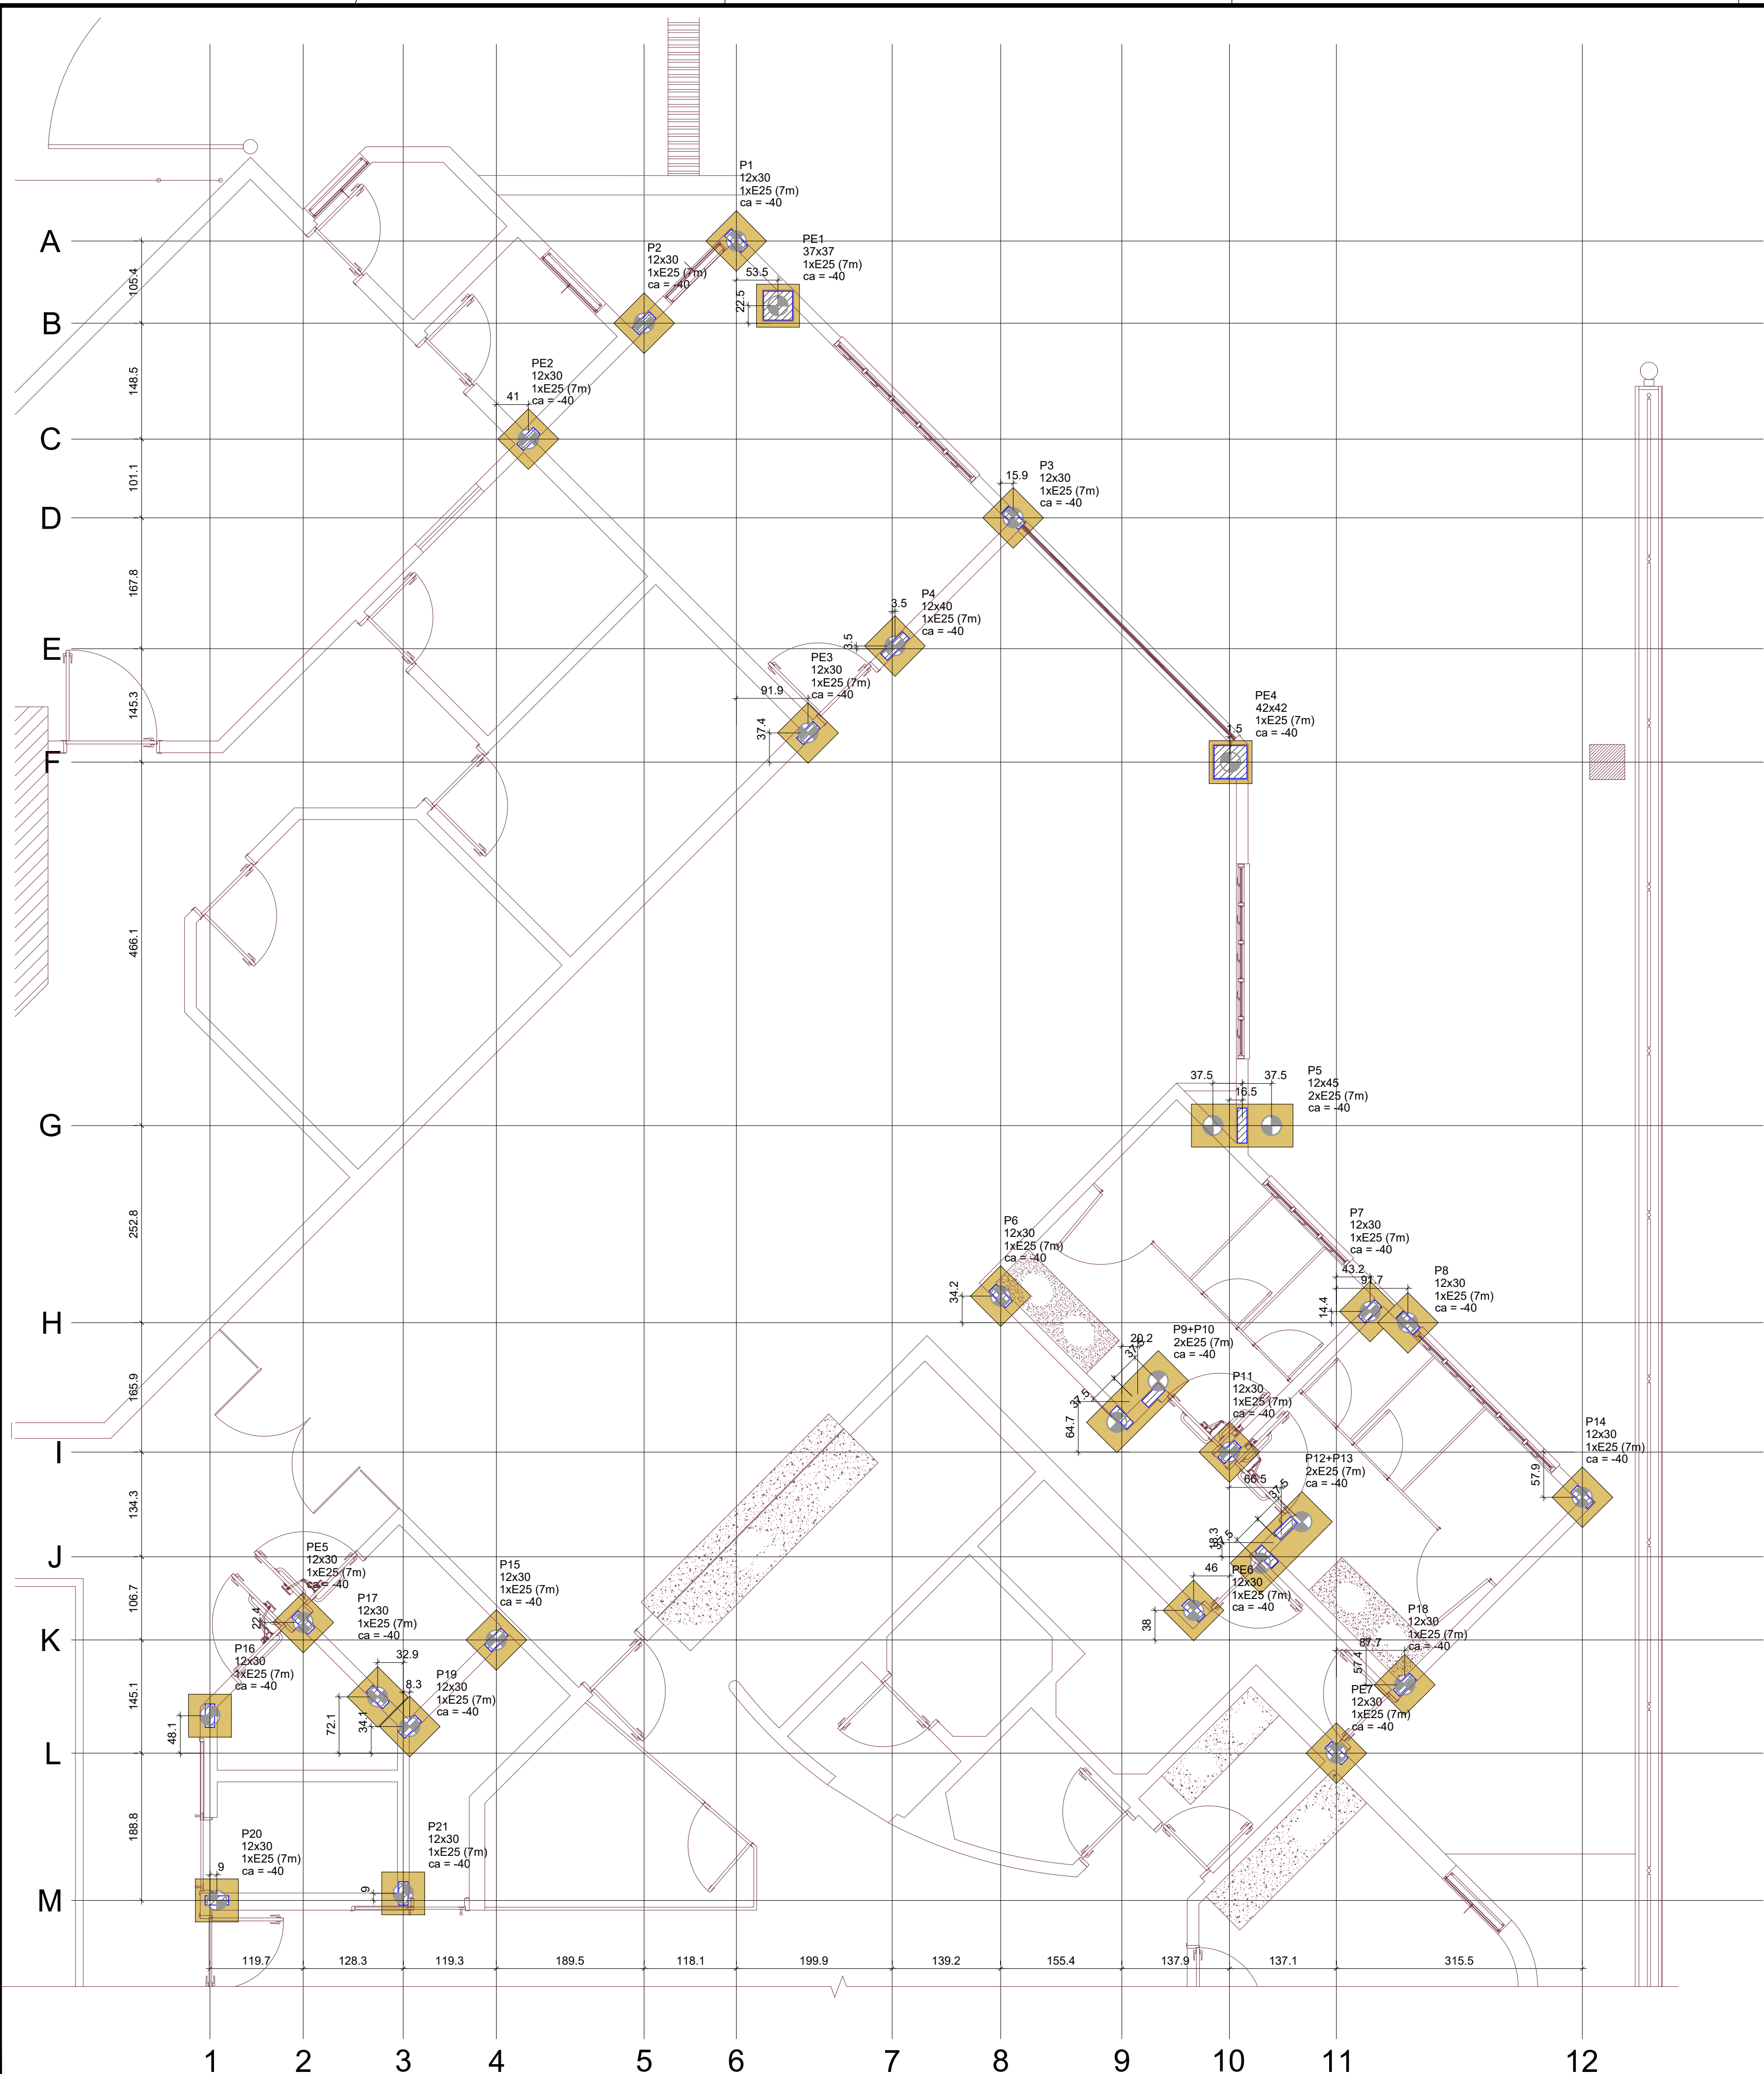 P1
12x30
1xE25 (7m)
ca = -40
P2
12x30
1xE25 (7m)
ca = -40
PE1
37x37
1xE25 (7m)
ca = -40
53.5
22.5
A
105.4
B
148.5
PE2
12x30
1xE25 (7m)
ca = -40
41
C
101.1
P3
12x30
1xE25 (7m)
ca = -40
15.9
D
167.8
P4
12x40
1xE25 (7m)
ca = -40
3.5
3.5
E
145.3
PE3
12x30
1xE25 (7m)
ca = -40
91.9
37.4
PE4
42x42
1xE25 (7m)
ca = -40
1.5
F
466.1
P5
12x45
2xE25 (7m)
ca = -40
37.5
37.5
16.5
G
252.8
P6
12x30
1xE25 (7m)
ca = -40
34.2
P7
12x30
1xE25 (7m)
ca = -40
43.2
91.7
14.4
P8
12x30
1xE25 (7m)
ca = -40
H
165.9
P9+P10
2xE25 (7m)
ca = -40
20.2
37.5
37.5
64.7
P11
12x30
1xE25 (7m)
ca = -40
I
134.3
P12+P13
2xE25 (7m)
ca = -40
66.5
37.5
37.5
18.3
P14
12x30
1xE25 (7m)
ca = -40
57.9
J
106.7
PE5
12x30
1xE25 (7m)
ca = -40
22.4
P15
12x30
1xE25 (7m)
ca = -40
PE6
12x30
1xE25 (7m)
ca = -40
46
38
K
145.1
P16
12x30
1xE25 (7m)
ca = -40
48.1
P17
12x30
1xE25 (7m)
ca = -40
32.9
72.1
P18
12x30
1xE25 (7m)
ca = -40
87.7
57.4
P19
12x30
1xE25 (7m)
ca = -40
8.3
34.1
PE7
12x30
1xE25 (7m)
ca = -40
L
188.8
P20
12x30
1xE25 (7m)
ca = -40
9
P21
12x30
1xE25 (7m)
ca = -40
9
M
119.7 128.3 119.3 189.5 118.1 199.9 139.2 155.4 137.9 137.1 315.5
1 2 3 4 5 6 7 8 9 10 11 12